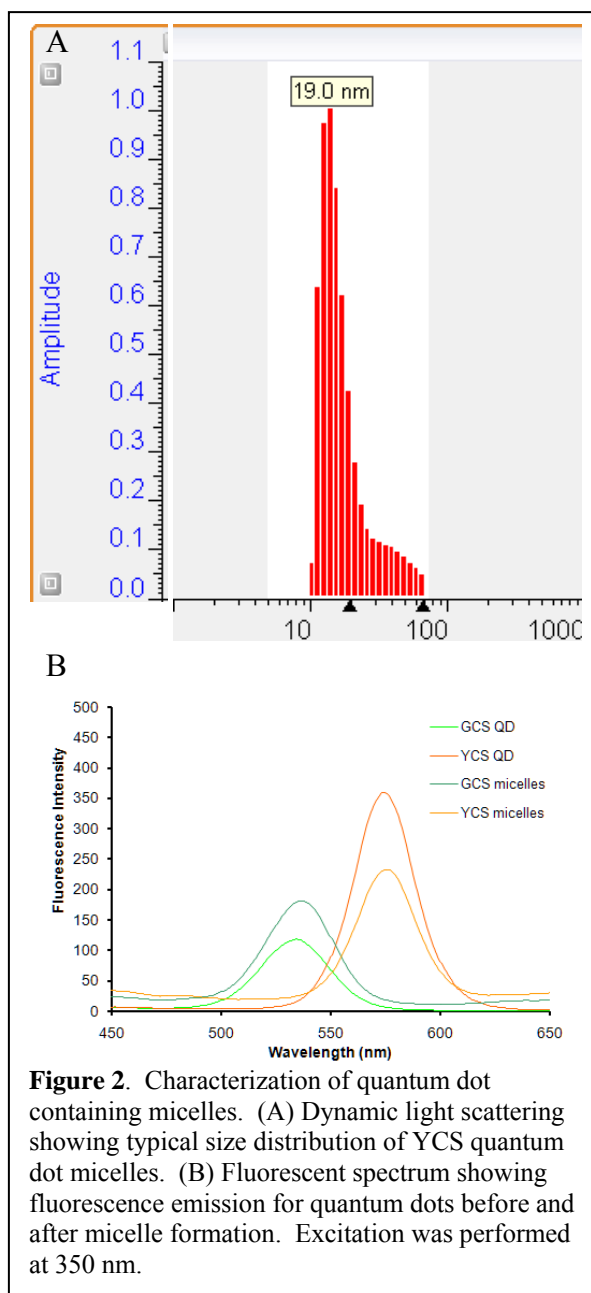 A
19.0 nm
1.1
1.0
0.9
0.8
0.7
0.6
0.5
0.4
0.3
0.2
0.1
0.0
Amplitude
10 100 1000
B
500
450
400
350
300
250
200
150
100
50
0
Fluorescence Intensity
GCS QD
YCS QD
GCS micelles
YCS micelles
450 500 550 600 650
Wavelength (nm)
Figure 2. Characterization of quantum dot
containing micelles. (A) Dynamic light scattering
showing typical size distribution of YCS quantum
dot micelles. (B) Fluorescent spectrum showing
fluorescence emission for quantum dots before and
after micelle formation. Excitation was performed
at 350 nm.